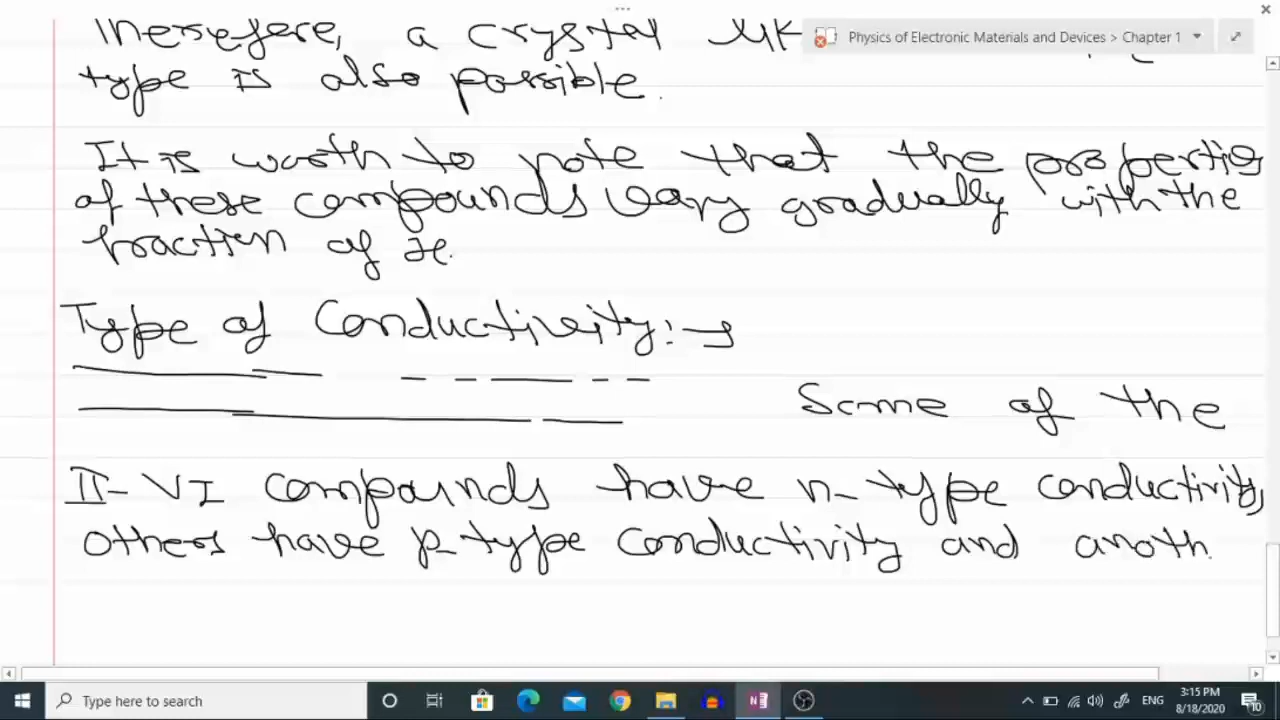 Therefore, a crystal like
Physics of Electronic Materials and Devices > Chapter 1
type is also possible.
It is worth to note that the properties
of these compounds vary gradually with the
fraction of x.
Type of Conductivity:→
Some of the
II-VI compounds have n-type conductivity,
others have p-type conductivity and anoth
Type here to search
ENG
3:15 PM
8/18/2020
10